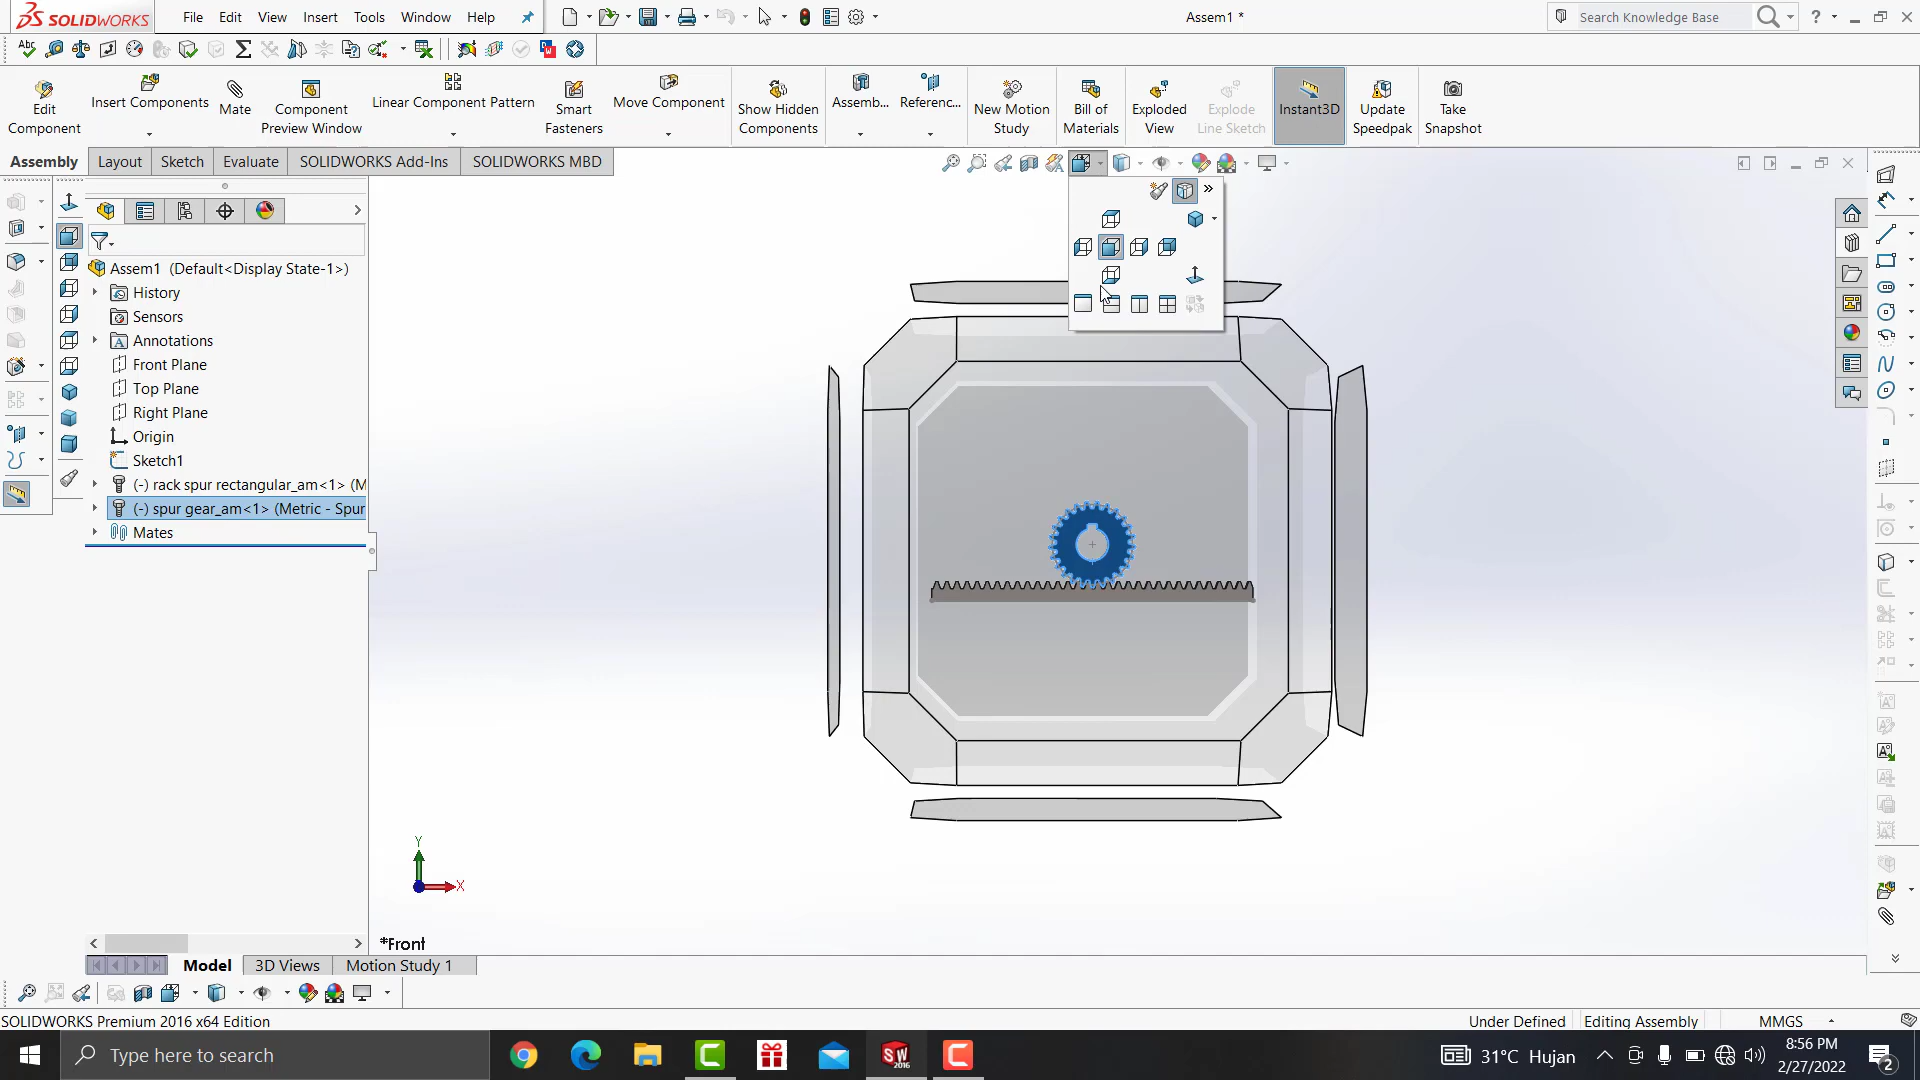 SOLIDWORKS
File Edit View Insert Tools Window Help
Assem1 *
Search Knowledge Base
Edit Component
Insert Components
Mate
Component Preview Window
Linear Component Pattern
Smart Fasteners
Move Component
Show Hidden Components
Assemb...
Referenc...
New Motion Study
Bill of Materials
Exploded View
Explode Line Sketch
Instant3D
Update Speedpak
Take Snapshot
Assembly Layout Sketch Evaluate SOLIDWORKS Add-Ins SOLIDWORKS MBD
Assem1 (Default<Display State-1>)
History
Sensors
Annotations
Front Plane
Top Plane
Right Plane
Origin
Sketch1
(-) rack spur rectangular_am<1> (M
(-) spur gear_am<1> (Metric - Spur
Mates
Y
X
*Front
Model 3D Views Motion Study 1
SOLIDWORKS Premium 2016 x64 Edition
Under Defined Editing Assembly MMGS
Type here to search
31°C Hujan
8:56 PM
2/27/2022
2